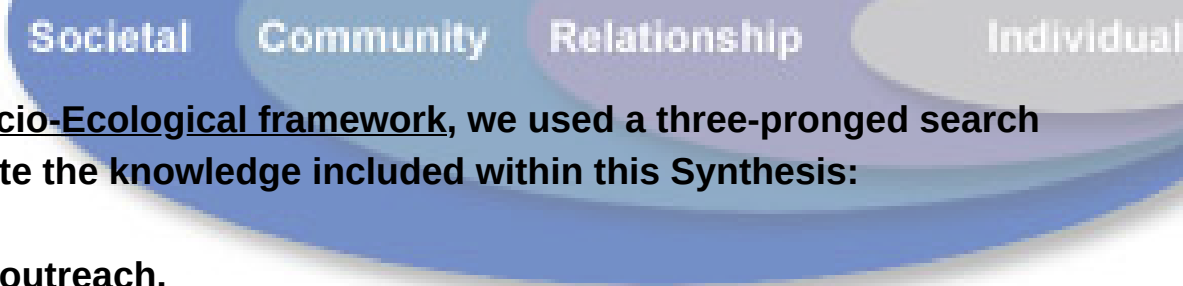 Societal Community Relationship Individual
cio-Ecological framework, we used a three-pronged search
te the knowledge included within this Synthesis:
outreach.